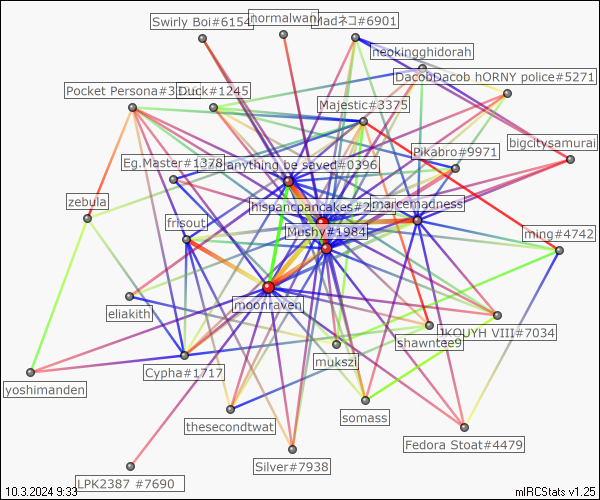 Swirly Boi#6154
normalwan
Madネコ#6901
neokingghidorah
DacobDacob hORNY police#5271
Pocket Persona#3
Duck#1245
Majestic#3375
bigcitysamurai
Pikabro#9971
Eg.Master#1378
anything be saved#0396
zebula
hispanicpancakes#2
marcemadness
frisout
Mushy#1984
ming#4742
moonraven
eliakith
JKOUYH VIII#7034
shawntee9
mukszi
Cypha#1717
yoshimanden
somass
thesecondtwat
Fedora Stoat#4479
Silver#7938
LPK2387 #7690
10.3.2024 9:33
mIRCStats v1.25